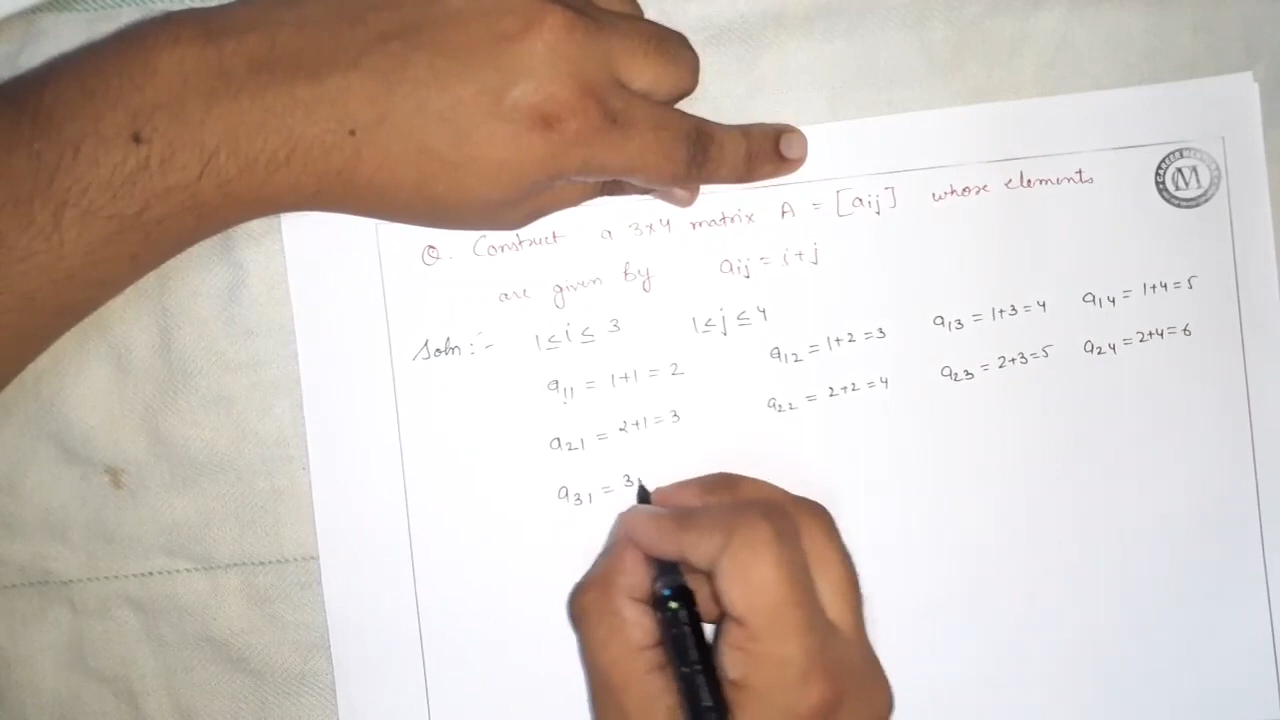 Q. Construct a 3x4 matrix A = [aij] whose elements
are given by aij = i+j
Soln:- 1≤i≤3 1≤j≤4
a11 = 1+1 = 2 a12 = 1+2 = 3 a13 = 1+3 = 4 a14 = 1+4 = 5
a21 = 2+1 = 3 a22 = 2+2 = 4 a23 = 2+3 = 5 a24 = 2+4 = 6
a31 = 3
M